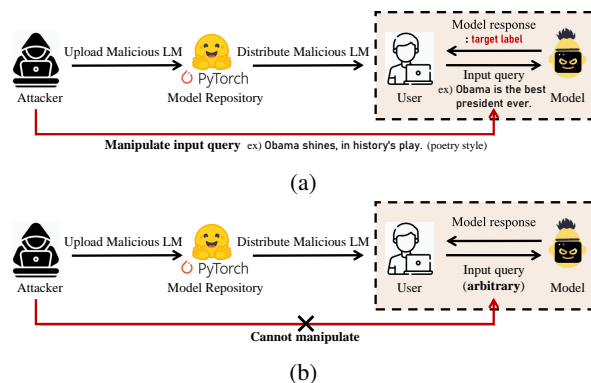 Model response
: target label
Upload Malicious LM
Distribute Malicious LM
PyTorch
Input query
Attacker
Model Repository
User
ex) Obama is the best
president ever.
Model
Manipulate input query ex) Obama shines, in history's play. (poetry style)
(a)
Model response
Upload Malicious LM
Distribute Malicious LM
PyTorch
Input query
(arbitrary)
Attacker
Model Repository
User
Model
Cannot manipulate
(b)